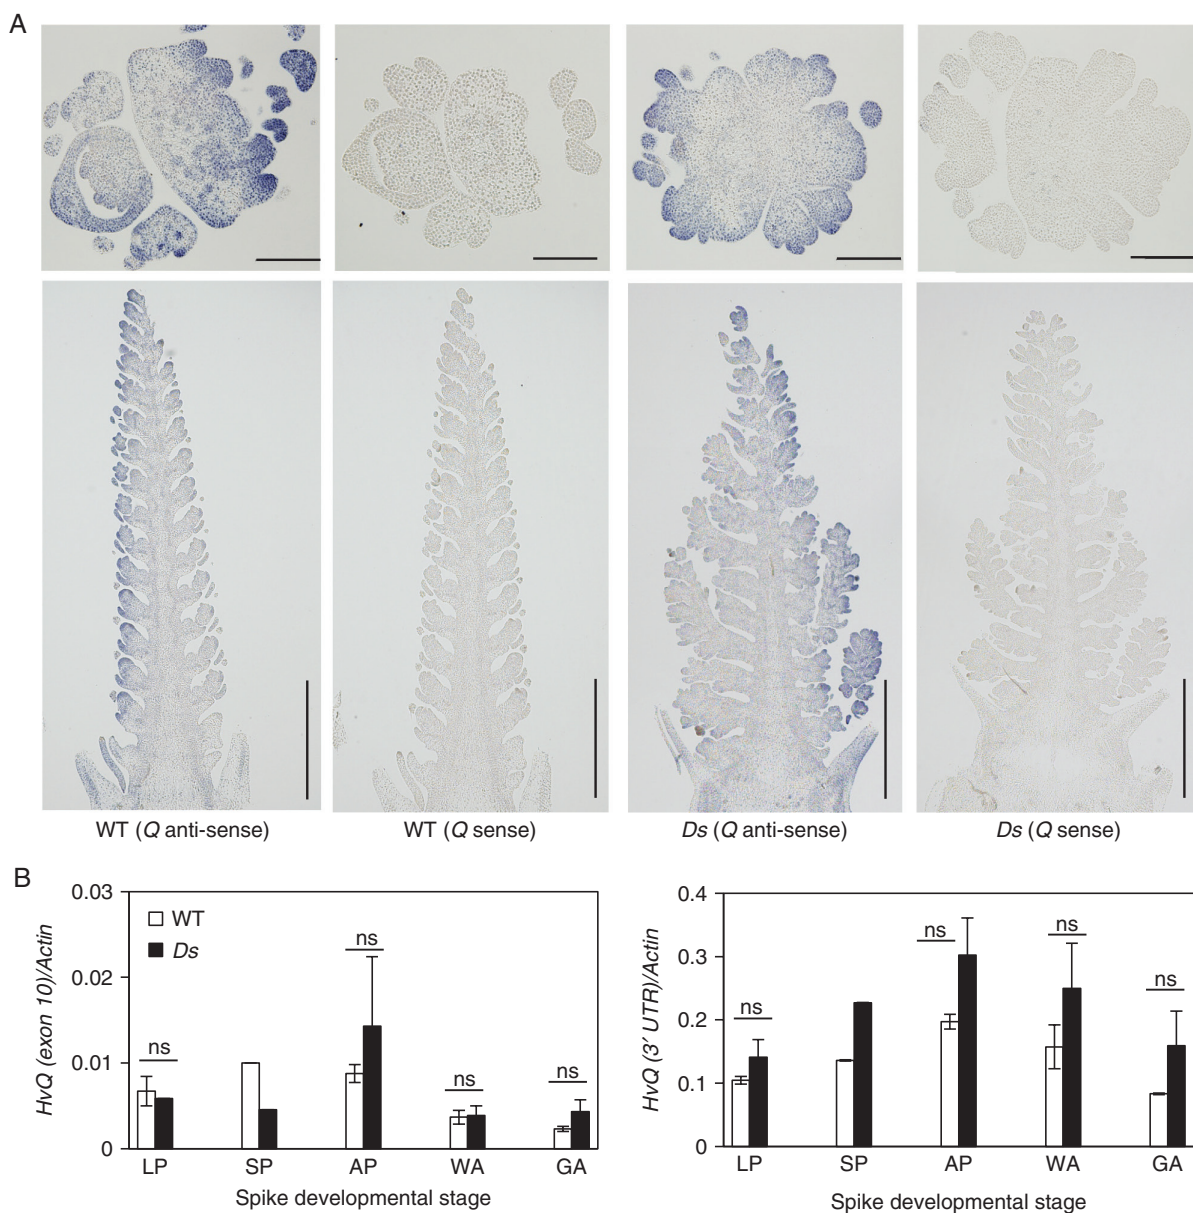 A
WT (Q anti-sense)
WT (Q sense)
Ds (Q anti-sense)
Ds (Q sense)
B
HvQ (exon 10)/Actin
0.03
0.02
0.01
0
WT
Ds
ns
ns
ns
ns
LP
SP
AP
WA
GA
Spike developmental stage
HvQ (3′ UTR)/Actin
0.4
0.3
0.2
0.1
0
ns
ns
ns
ns
LP
SP
AP
WA
GA
Spike developmental stage